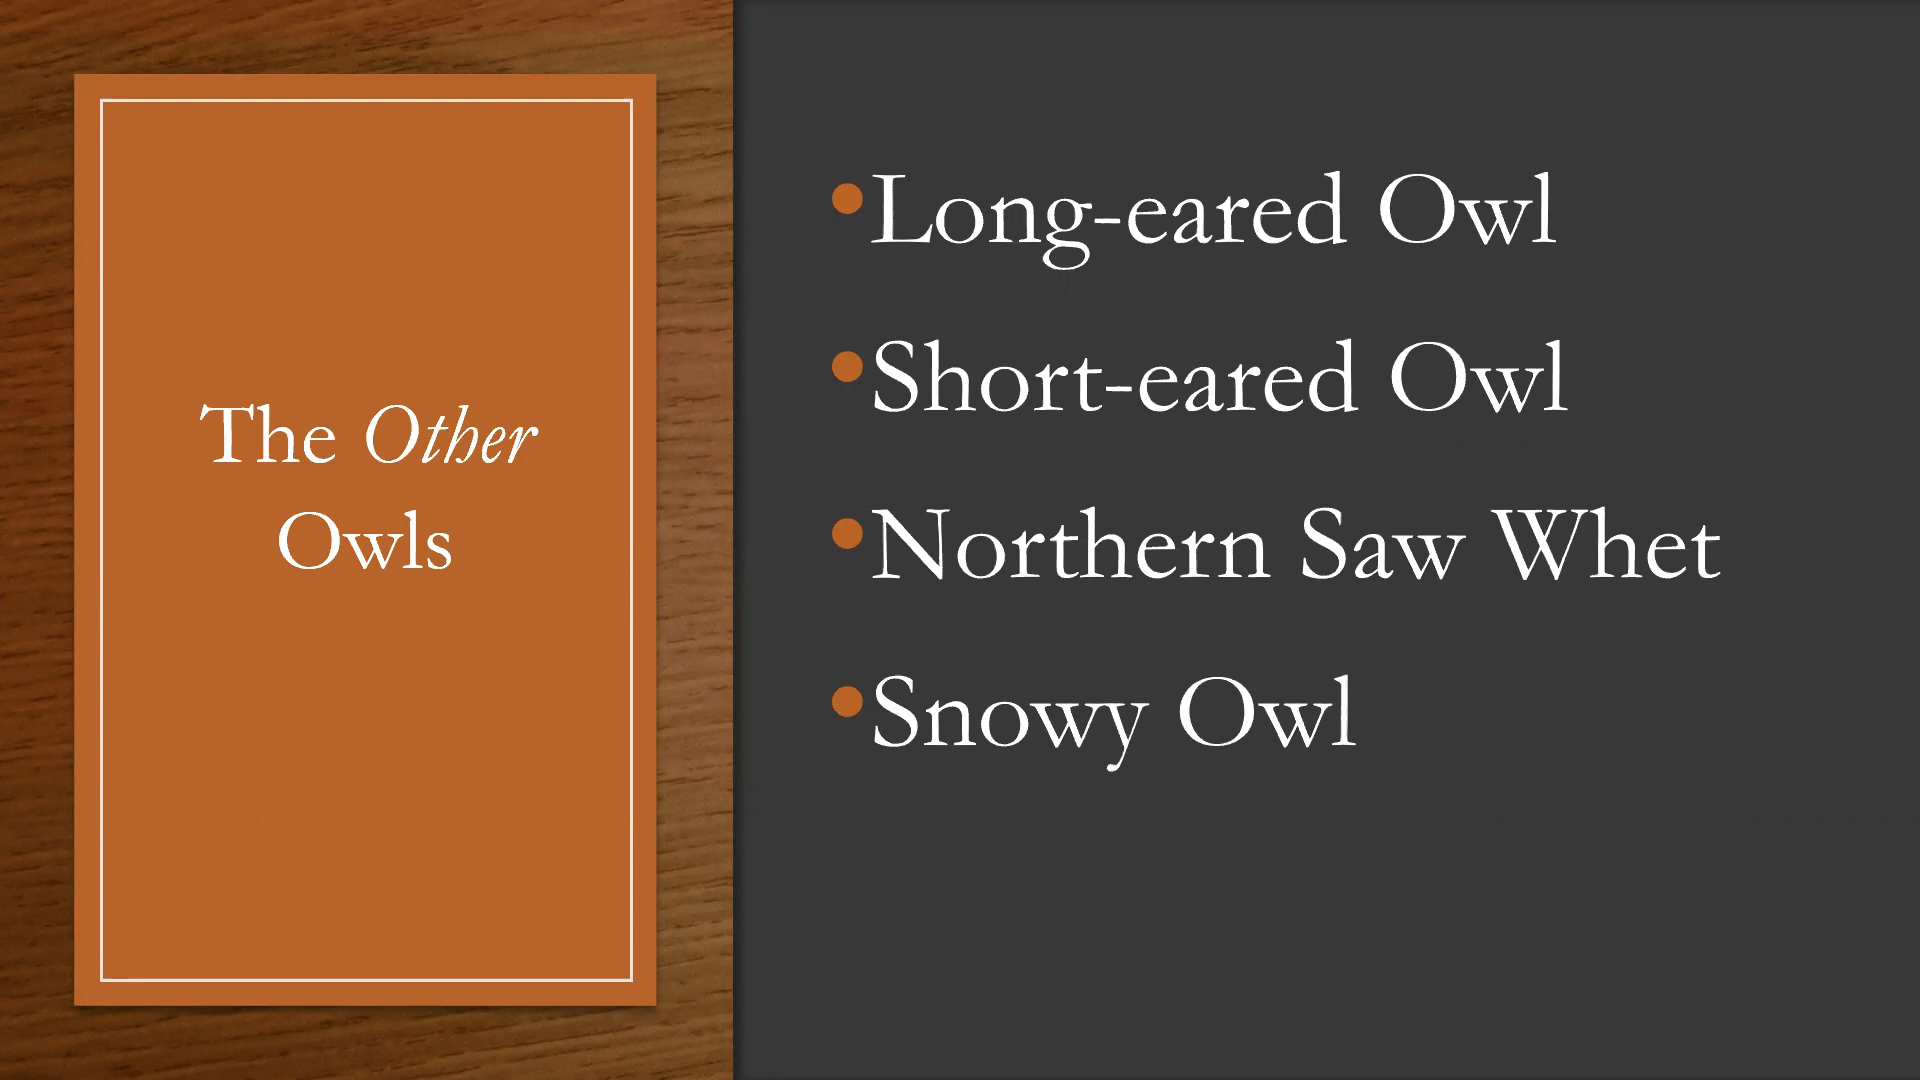 The Other
Owls
•Long-eared Owl
•Short-eared Owl
•Northern Saw Whet
•Snowy Owl